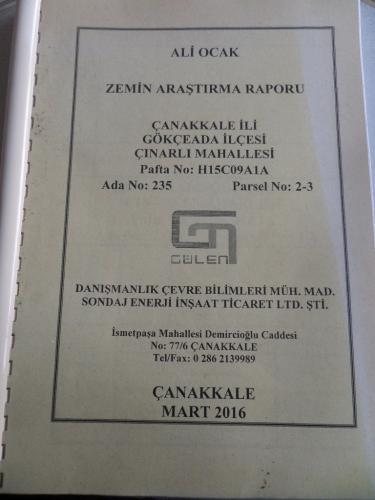 ALİ OCAK
ZEMİN ARAŞTIRMA RAPORU
ÇANAKKALE İLİ
GÖKÇEADA İLÇESİ
ÇINARLI MAHALLESİ
Pafta No: H15C09A1A
Ada No: 235 Parsel No: 2-3
GÜLEN
DANIŞMANLIK ÇEVRE BİLİMLERİ MÜH. MAD.
SONDAJ ENERJİ İNŞAAT TİCARET LTD. ŞTİ.
İsmetpaşa Mahallesi Demircioğlu Caddesi
No: 77/6 ÇANAKKALE
Tel/Fax: 0 286 2139989
ÇANAKKALE
MART 2016